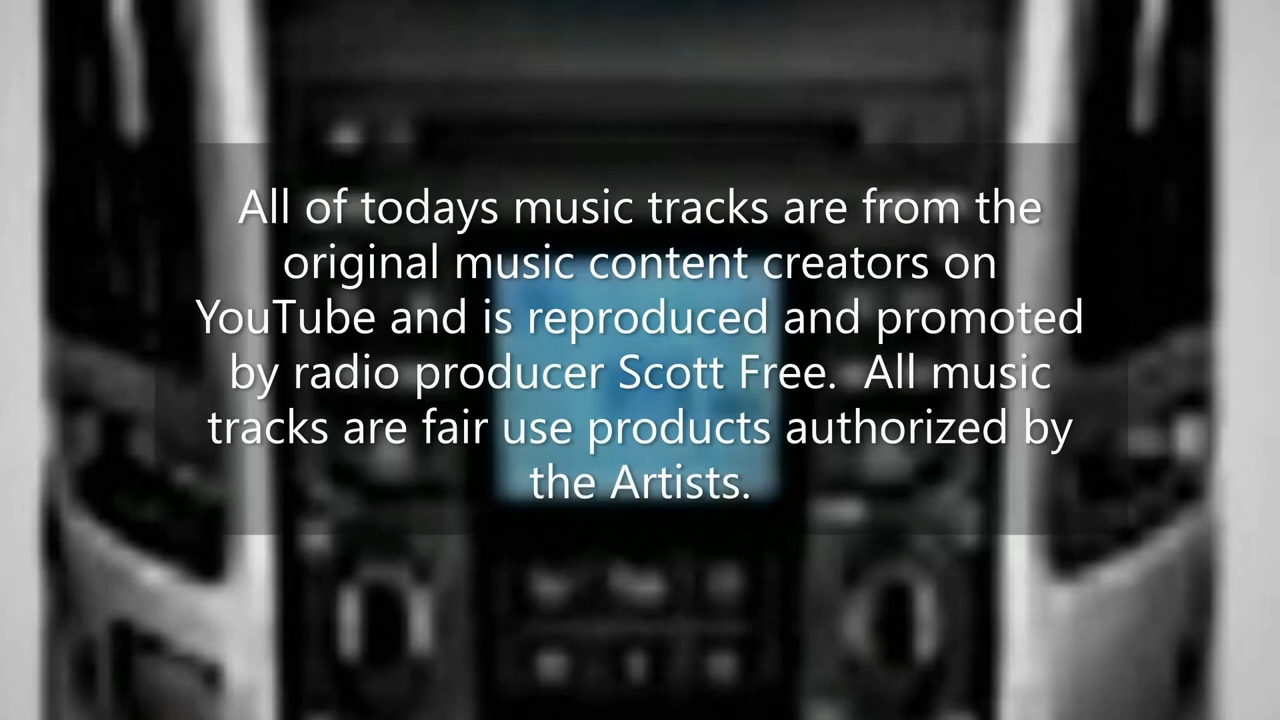 All of todays music tracks are from the
original music content creators on
YouTube and is reproduced and promoted
by radio producer Scott Free.  All music
tracks are fair use products authorized by
the Artists.